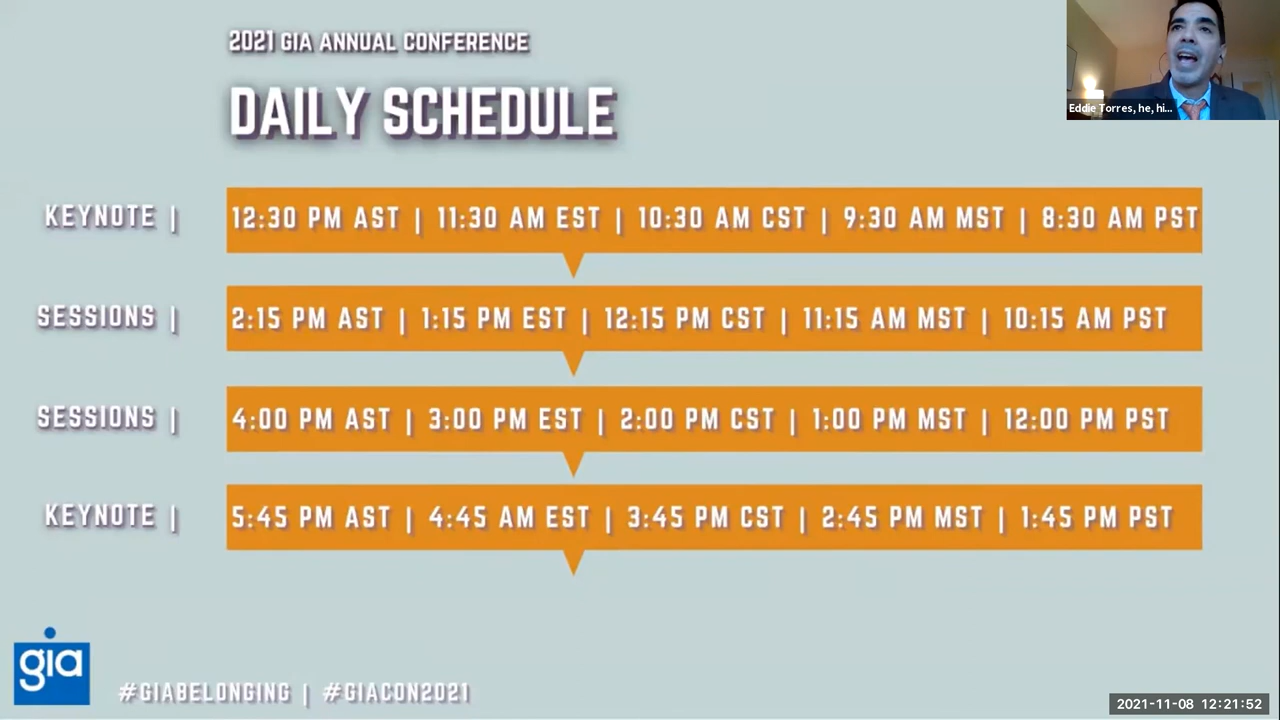 2021 GIA ANNUAL CONFERENCE
DAILY SCHEDULE
Eddie Torres, he, hi...
KEYNOTE | 12:30 PM AST | 11:30 AM EST | 10:30 AM CST | 9:30 AM MST | 8:30 AM PST
SESSIONS | 2:15 PM AST | 1:15 PM EST | 12:15 PM CST | 11:15 AM MST | 10:15 AM PST
SESSIONS | 4:00 PM AST | 3:00 PM EST | 2:00 PM CST | 1:00 PM MST | 12:00 PM PST
KEYNOTE | 5:45 PM AST | 4:45 AM EST | 3:45 PM CST | 2:45 PM MST | 1:45 PM PST
gia
#GIABELONGING | #GIACON2021
2021-11-08 12:21:52